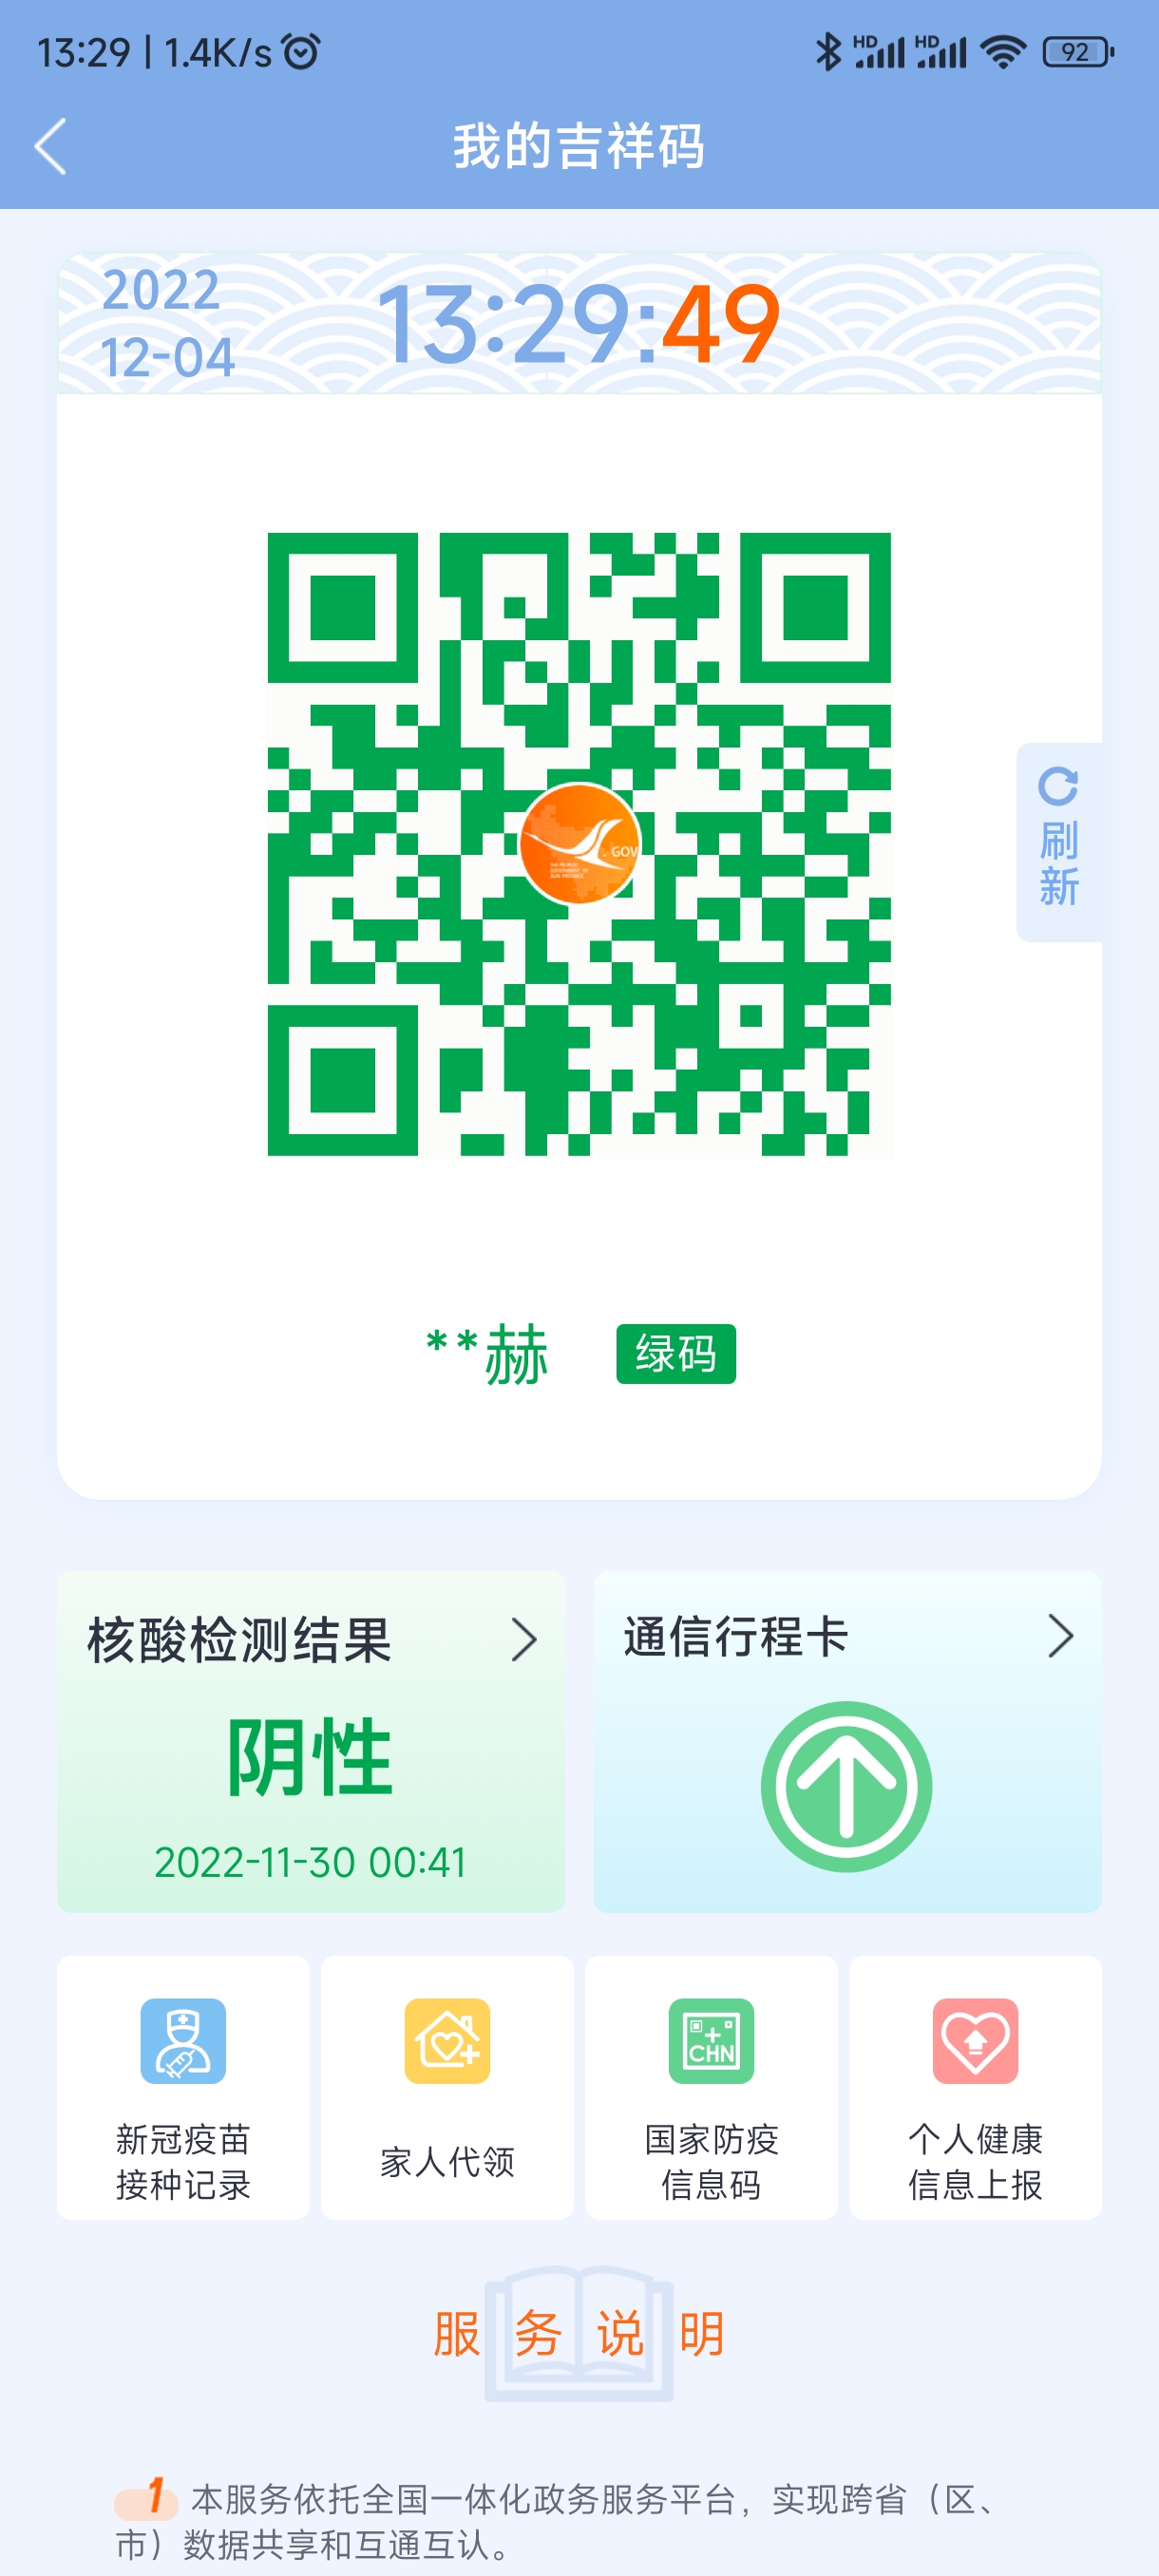 13:29 | 1.4K/s
HD HD 92
我的吉祥码
2022
12-04
13:29:49
.GOV
刷
新
**赫 绿码
核酸检测结果
阴性
2022-11-30 00:41
通信行程卡
新冠疫苗
接种记录
家人代领
CHN
国家防疫
信息码
个人健康
信息上报
服务说明
1 本服务依托全国一体化政务服务平台，实现跨省（区、
市）数据共享和互通互认。